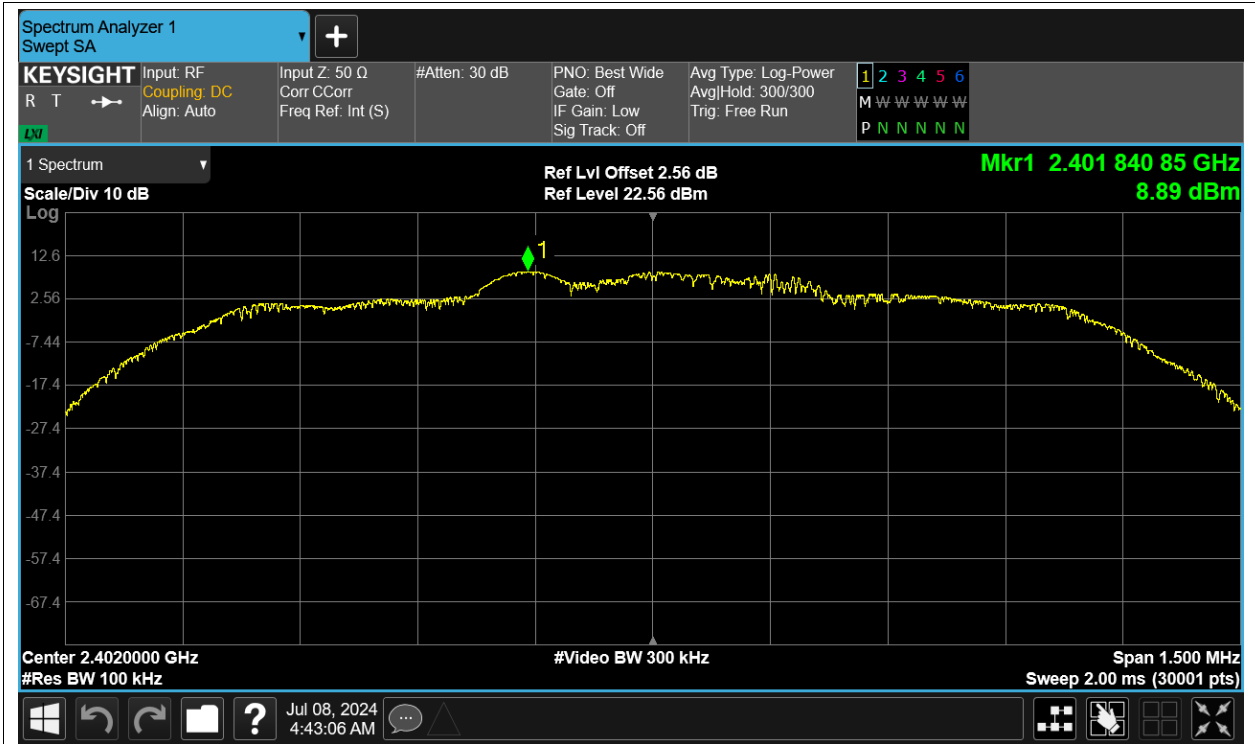 Spectrum Analyzer 1
Swept SA
KEYSIGHT
R T
LXI
Input: RF
Coupling: DC
Align: Auto
Input Z: 50 Ω
Corr CCorr
Freq Ref: Int (S)
#Atten: 30 dB
PNO: Best Wide
Gate: Off
IF Gain: Low
Sig Track: Off
Avg Type: Log-Power
Avg|Hold: 300/300
Trig: Free Run
1 2 3 4 5 6
M W W W W W W
P N N N N N
1 Spectrum
Scale/Div 10 dB
Ref Lvl Offset 2.56 dB
Ref Level 22.56 dBm
Mkr1 2.401 840 85 GHz
8.89 dBm
Log
1
12.6
2.56
-7.44
-17.4
-27.4
-37.4
-47.4
-57.4
-67.4
Center 2.4020000 GHz
#Res BW 100 kHz
#Video BW 300 kHz
Span 1.500 MHz
Sweep 2.00 ms (30001 pts)
?
Jul 08, 2024
4:43:06 AM